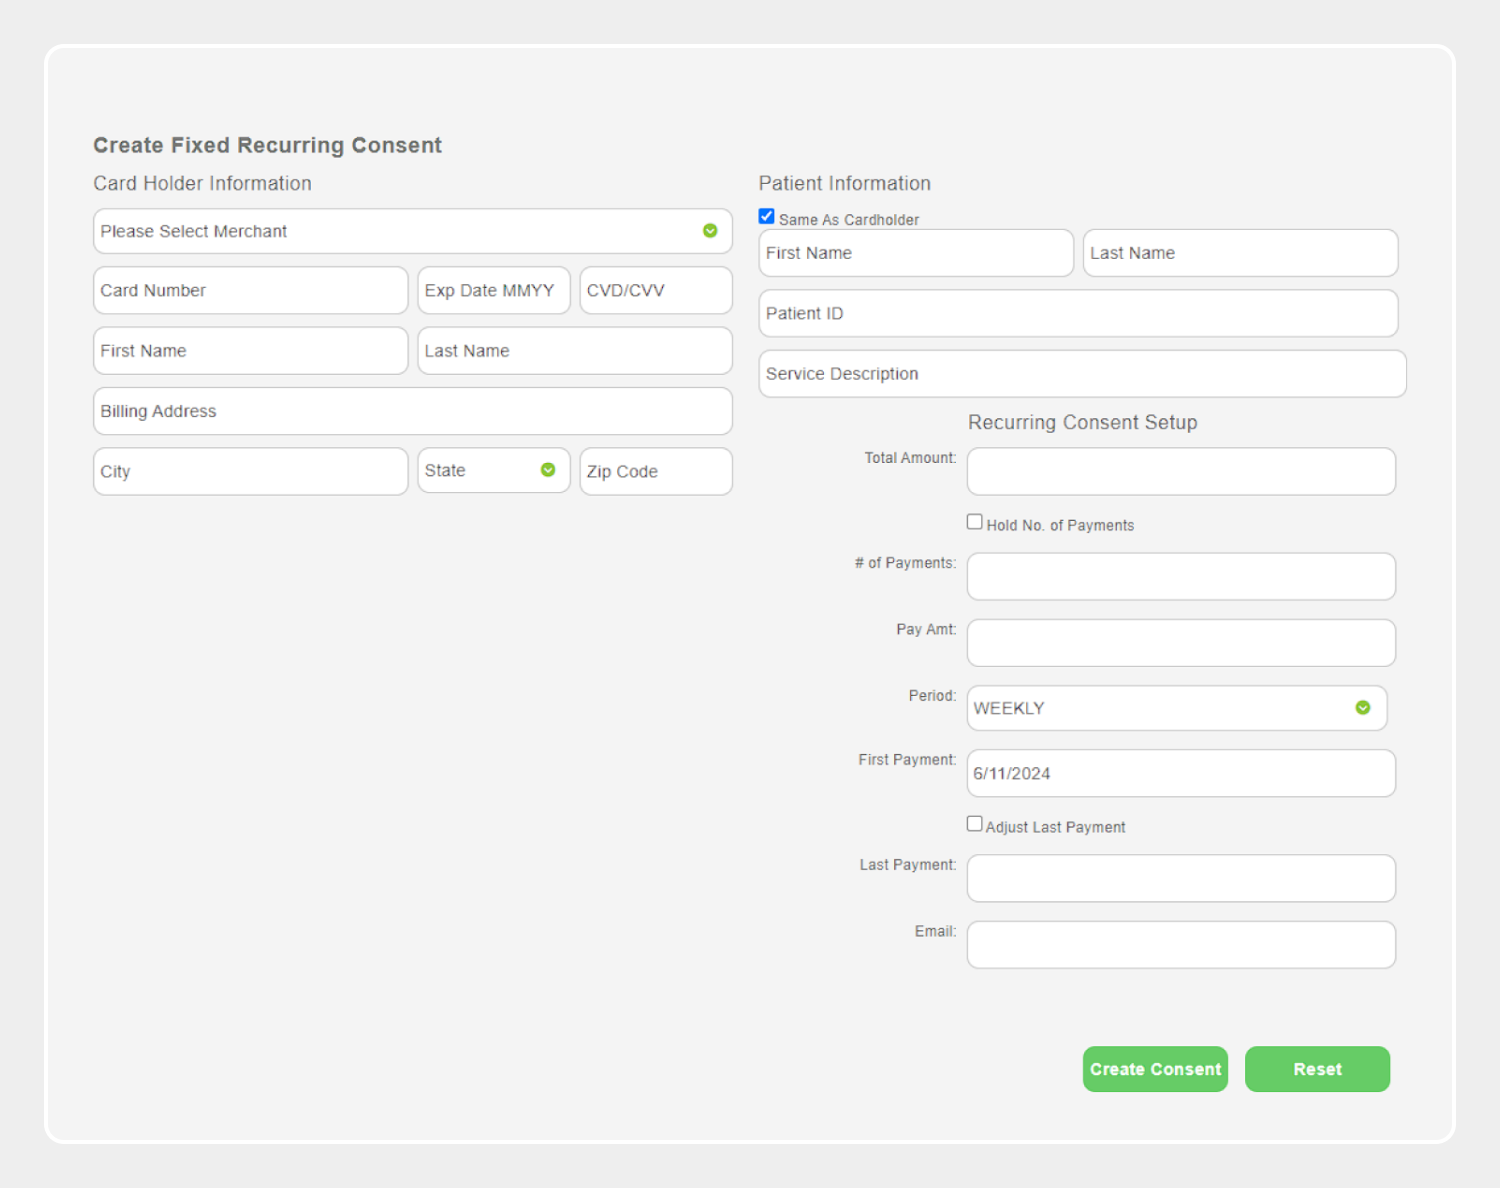 Create Fixed Recurring Consent
Card Holder Information
Please Select Merchant
Card Number
Exp Date MMYY
CVD/CVV
First Name
Last Name
Billing Address
City
State
Zip Code
Patient Information
Same As Cardholder
First Name
Last Name
Patient ID
Service Description
Recurring Consent Setup
Total Amount:
Hold No. of Payments
# of Payments:
Pay Amt:
Period:
WEEKLY
First Payment:
6/11/2024
Adjust Last Payment
Last Payment:
Email:
Create Consent
Reset